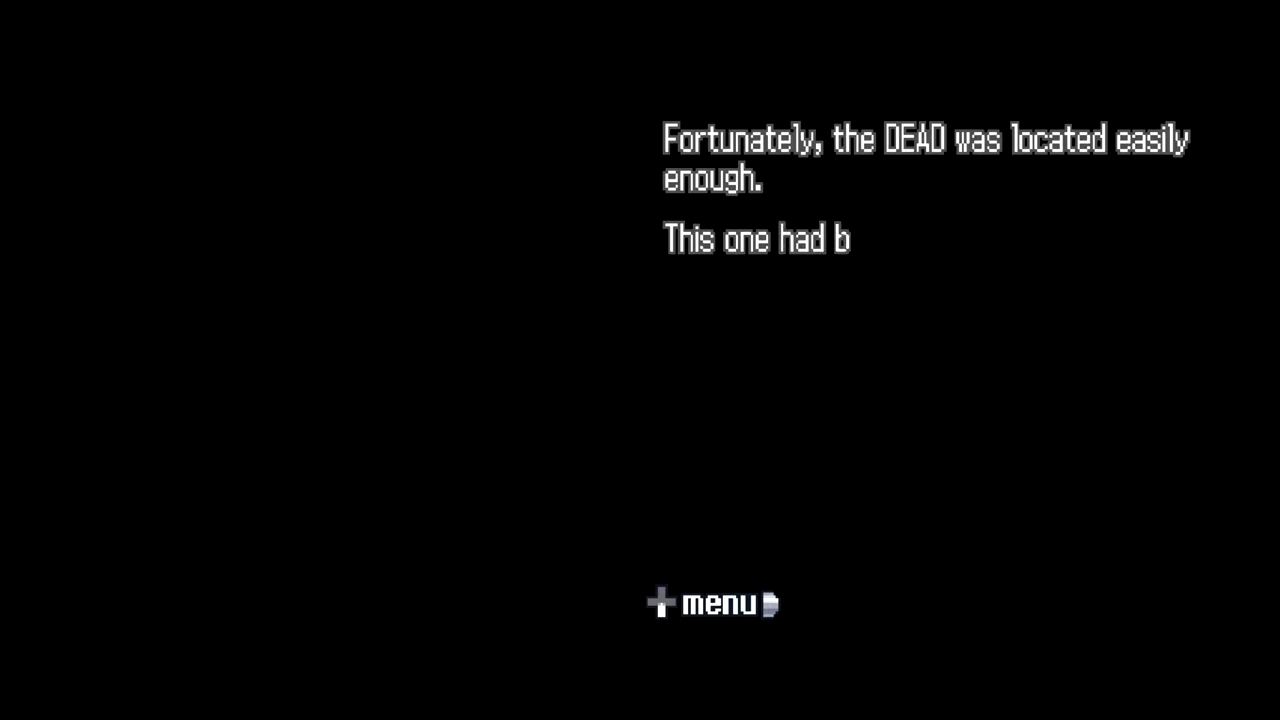 Fortunately, the DEAD was located easily
enough.
This one had b
menu